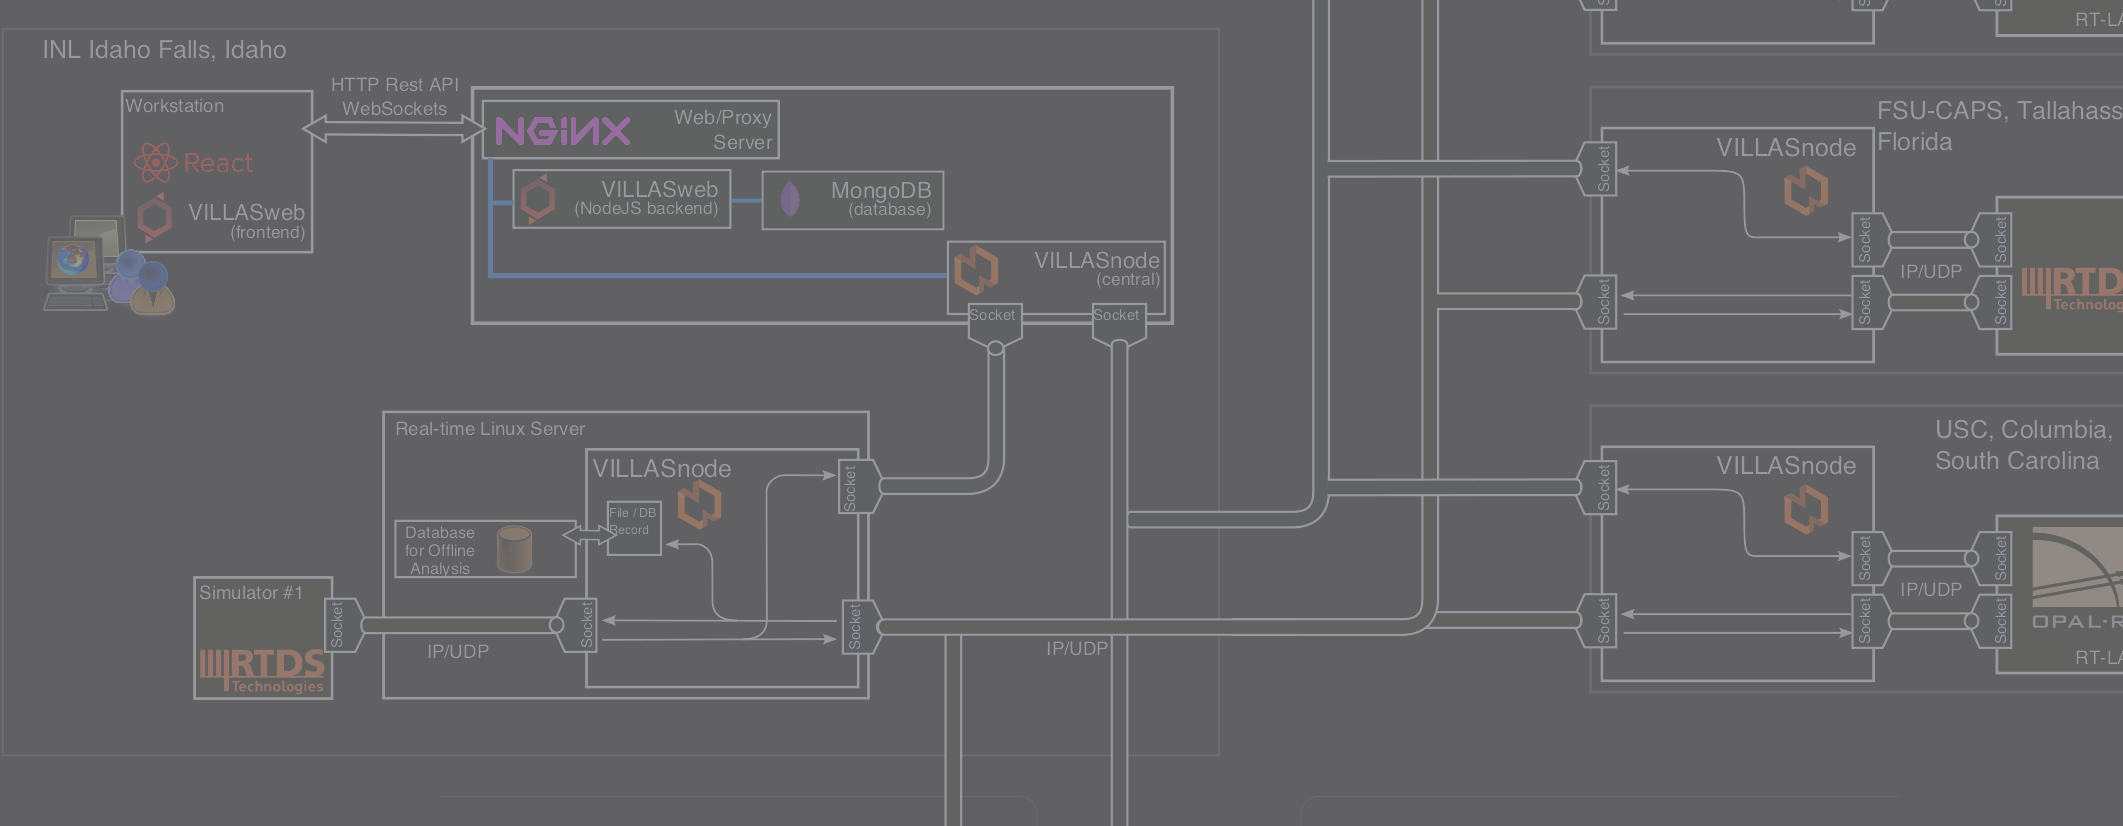 RT-LA
INL Idaho Falls, Idaho
HTTP Rest API
WebSockets
Workstation
React
VILLASweb
(frontend)
NGINX
Web/Proxy
Server
VILLASweb
(NodeJS backend)
MongoDB
(database)
VILLASnode
(central)
Socket
Socket
Real-time Linux Server
VILLASnode
File / DB
Record
Database
for Offline
Analysis
Socket
Simulator #1
RTDS
Technologies
Socket
IP/UDP
Socket
Socket
IP/UDP
FSU-CAPS, Tallahass
Florida
VILLASnode
Socket
Socket
Socket
IP/UDP
Socket
Socket
Socket
RTD
Technolog
USC, Columbia,
South Carolina
VILLASnode
Socket
Socket
Socket
IP/UDP
Socket
Socket
Socket
OPAL-R
RT-LA